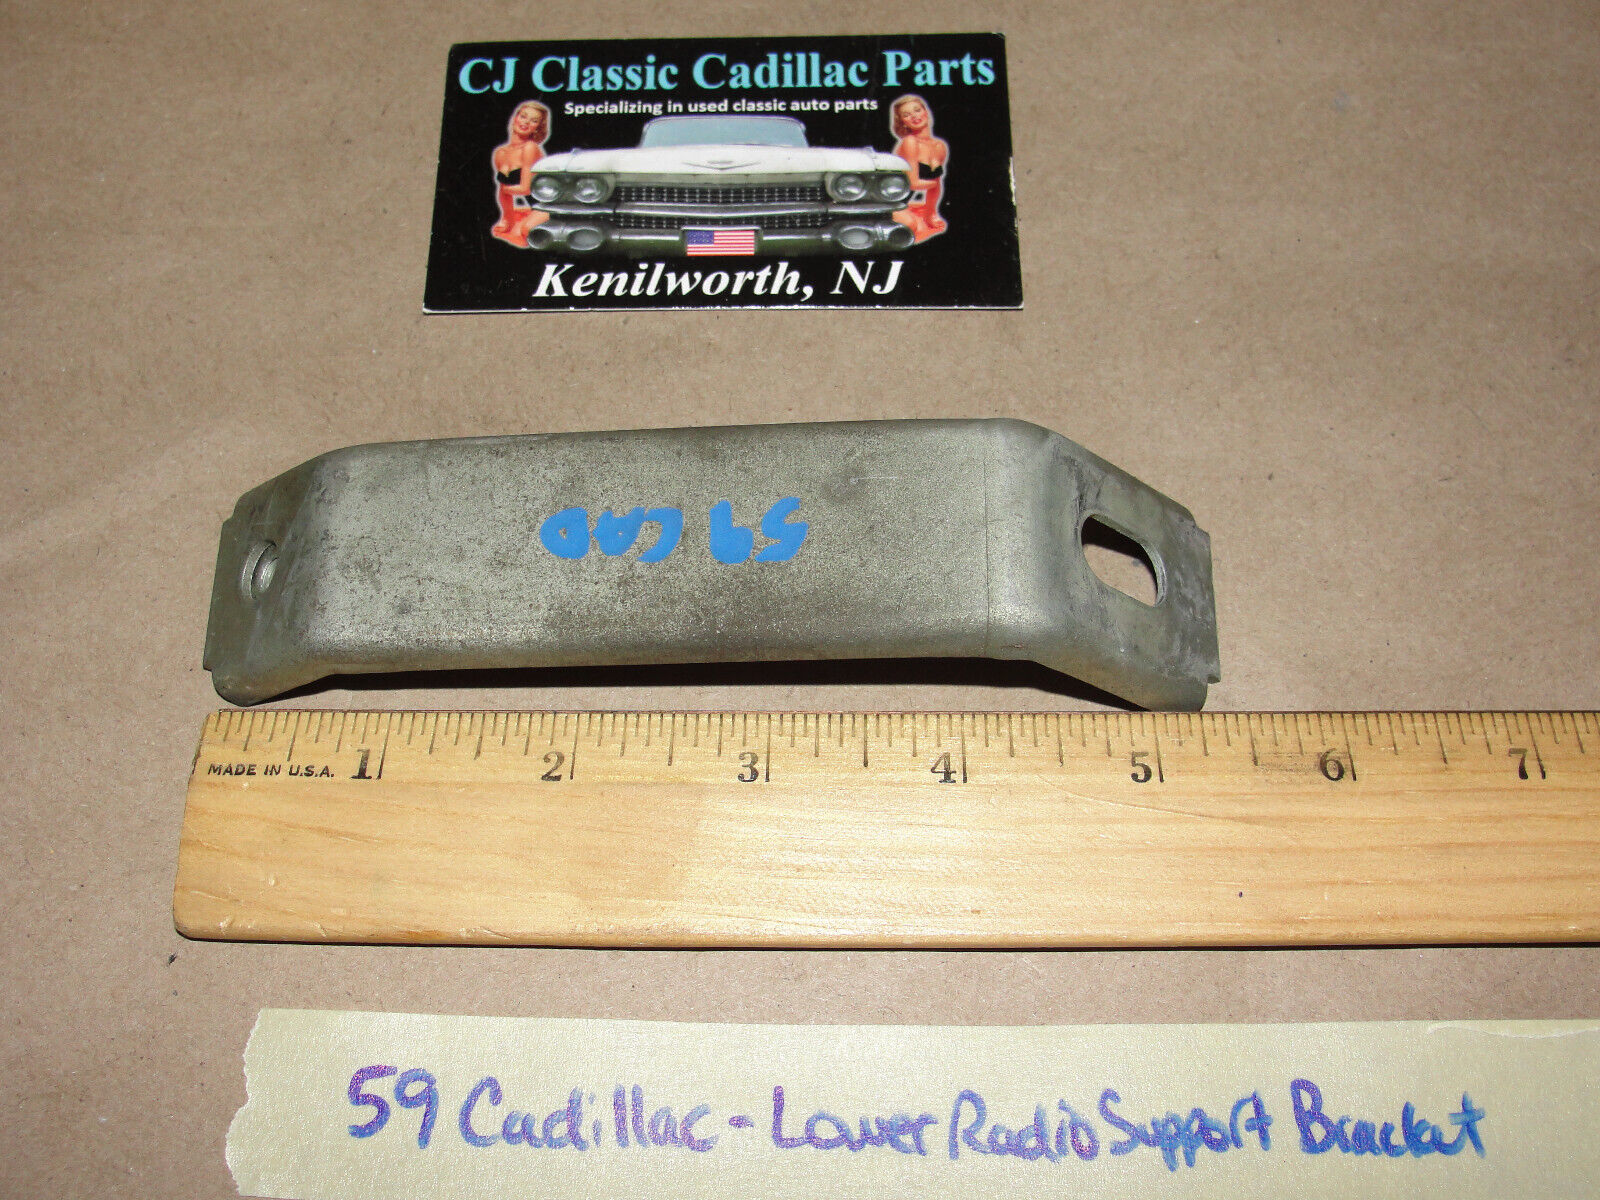 CJ Classic Cadillac Parts
Specializing in used classic auto parts
Kenilworth, NJ
59 CAD
1 2 3 4 5 6 7
MADE IN U.S.A.
59 Cadillac - Lower Radio Support Bracket